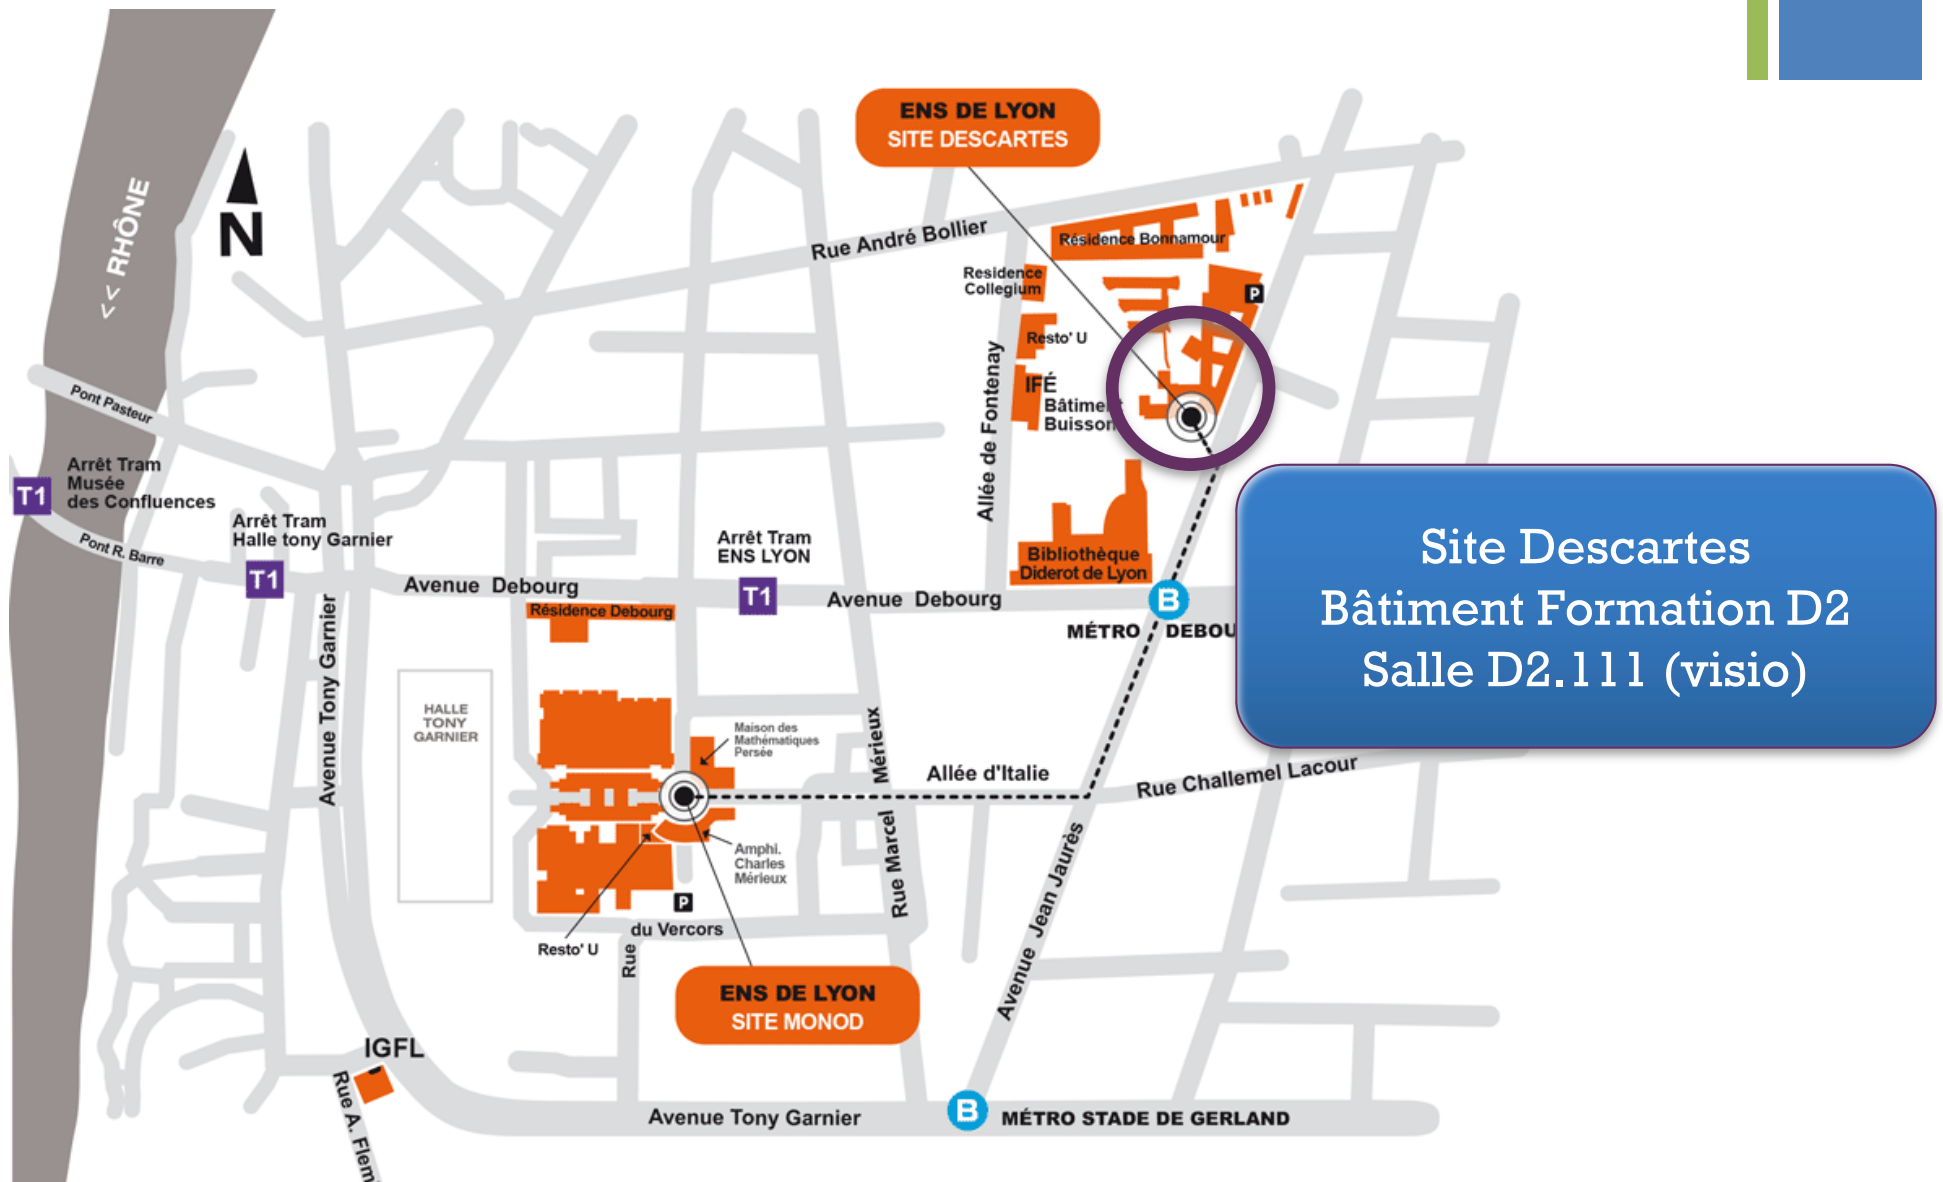 ENS DE LYON
SITE DESCARTES
<< RHÔNE
N
Rue André Bollier
Résidence Bonnamour
Residence
Collegium
P
Resto' U
IFÉ
Bâtiment
Buisson
Allée de Fontenay
Pont Pasteur
Arrêt Tram
Musée
des Confluences
T1
Pont R. Barre
Arrêt Tram
Halle tony Garnier
T1
Arrêt Tram
ENS LYON
T1
Bibliothèque
Diderot de Lyon
Avenue Debourg
Avenue Debourg
Résidence Debourg
B
MÉTRO DEBOU
Site Descartes
Bâtiment Formation D2
Salle D2.111 (visio)
Avenue Tony Garnier
HALLE
TONY
GARNIER
Maison des
Mathématiques
Persée
Rue Marcel Mérieux
Allée d'Italie
Rue Challemel Lacour
Amphi.
Charles
Mérieux
P
Resto' U
Rue du Vercors
Avenue Jean Jaurès
ENS DE LYON
SITE MONOD
IGFL
Rue A. Flem
Avenue Tony Garnier
B
MÉTRO STADE DE GERLAND